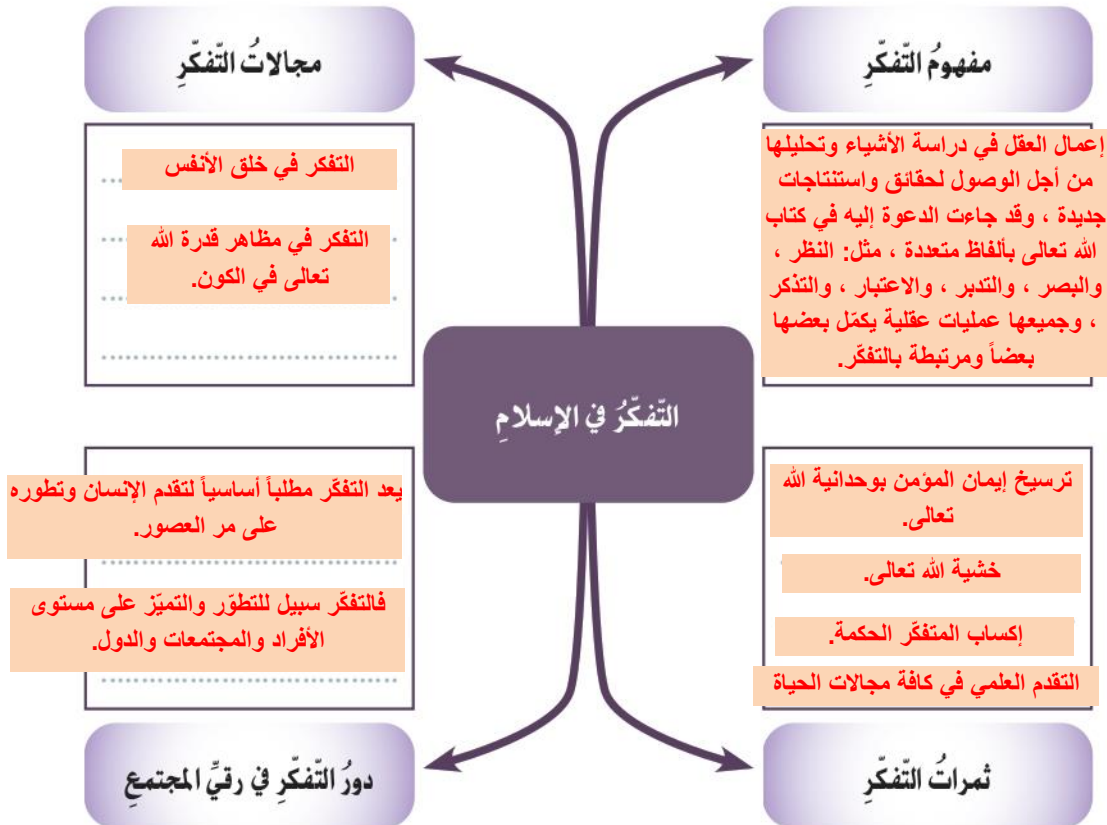 مفهومُ التّفكّرِ
إعمال العقل في دراسة الأشياء وتحليلها
من أجل الوصول لحقائق واستنتاجات
جديدة ، وقد جاءت الدعوة إليه في كتاب
الله تعالى بألفاظ متعددة ، مثل: النظر ،
والبصر ، والتدبر ، والاعتبار ، والتذكر
، وجميعها عمليات عقلية يكمّل بعضها
بعضاً ومرتبطة بالتفكّر.
مجالاتُ التّفكّرِ
التفكر في خلق الأنفس
التفكر في مظاهر قدرة الله
تعالى في الكون.
التّفكّرُ في الإسلامِ
ترسيخ إيمان المؤمن بوحدانية الله
تعالى.
خشية الله تعالى.
إكساب المتفكّر الحكمة.
التقدم العلمي في كافة مجالات الحياة
ثمراتُ التّفكّرِ
يعد التفكّر مطلباً أساسياً لتقدم الإنسان وتطوره
على مر العصور.
فالتفكّر سبيل للتطوّر والتميّز على مستوى
الأفراد والمجتمعات والدول.
دورُ التّفكّرِ في رقيِّ المجتمعِ